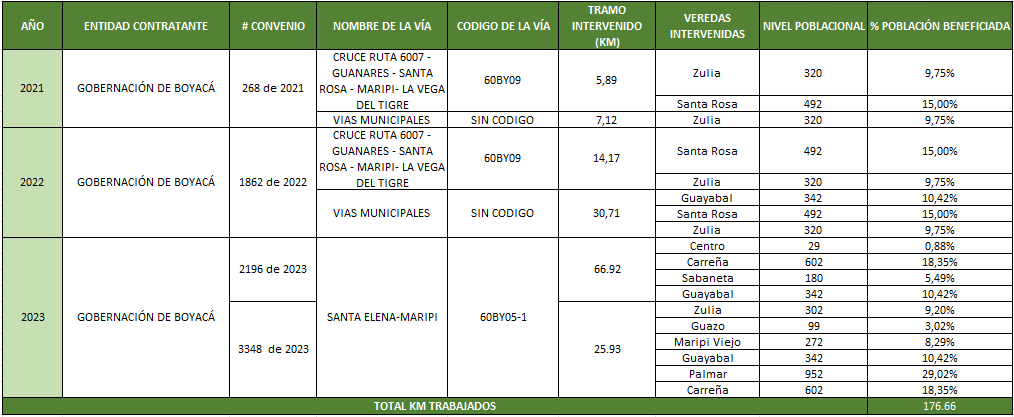 AÑO ENTIDAD CONTRATANTE # CONVENIO NOMBRE DE LA VÍA CODIGO DE LA VÍA TRAMO INTERVENIDO (KM) VEREDAS INTERVENIDAS NIVEL POBLACIONAL % POBLACIÓN BENEFICIADA
2021 GOBERNACIÓN DE BOYACÁ 268 de 2021
CRUCE RUTA 6007 -
GUANARES - SANTA
ROSA - MARIPI- LA VEGA
DEL TIGRE
60BY09 5,89
Zulia 320 9,75%
Santa Rosa 492 15,00%
VIAS MUNICIPALES SIN CODIGO 7,12 Zulia 320 9,75%
2022 GOBERNACIÓN DE BOYACÁ 1862 de 2022
CRUCE RUTA 6007 -
GUANARES - SANTA
ROSA - MARIPI- LA VEGA
DEL TIGRE
60BY09 14,17
Santa Rosa 492 15,00%
Zulia 320 9,75%
VIAS MUNICIPALES SIN CODIGO 30,71
Guayabal 342 10,42%
Santa Rosa 492 15,00%
Zulia 320 9,75%
2023 GOBERNACIÓN DE BOYACÁ
2196 de 2023
SANTA ELENA-MARIPI 60BY05-1
66.92
Centro 29 0,88%
Carreña 602 18,35%
Sabaneta 180 5,49%
Guayabal 342 10,42%
3348 de 2023
25.93
Zulia 302 9,20%
Guazo 99 3,02%
Maripi Viejo 272 8,29%
Guayabal 342 10,42%
Palmar 952 29,02%
Carreña 602 18,35%
TOTAL KM TRABAJADOS 176.66